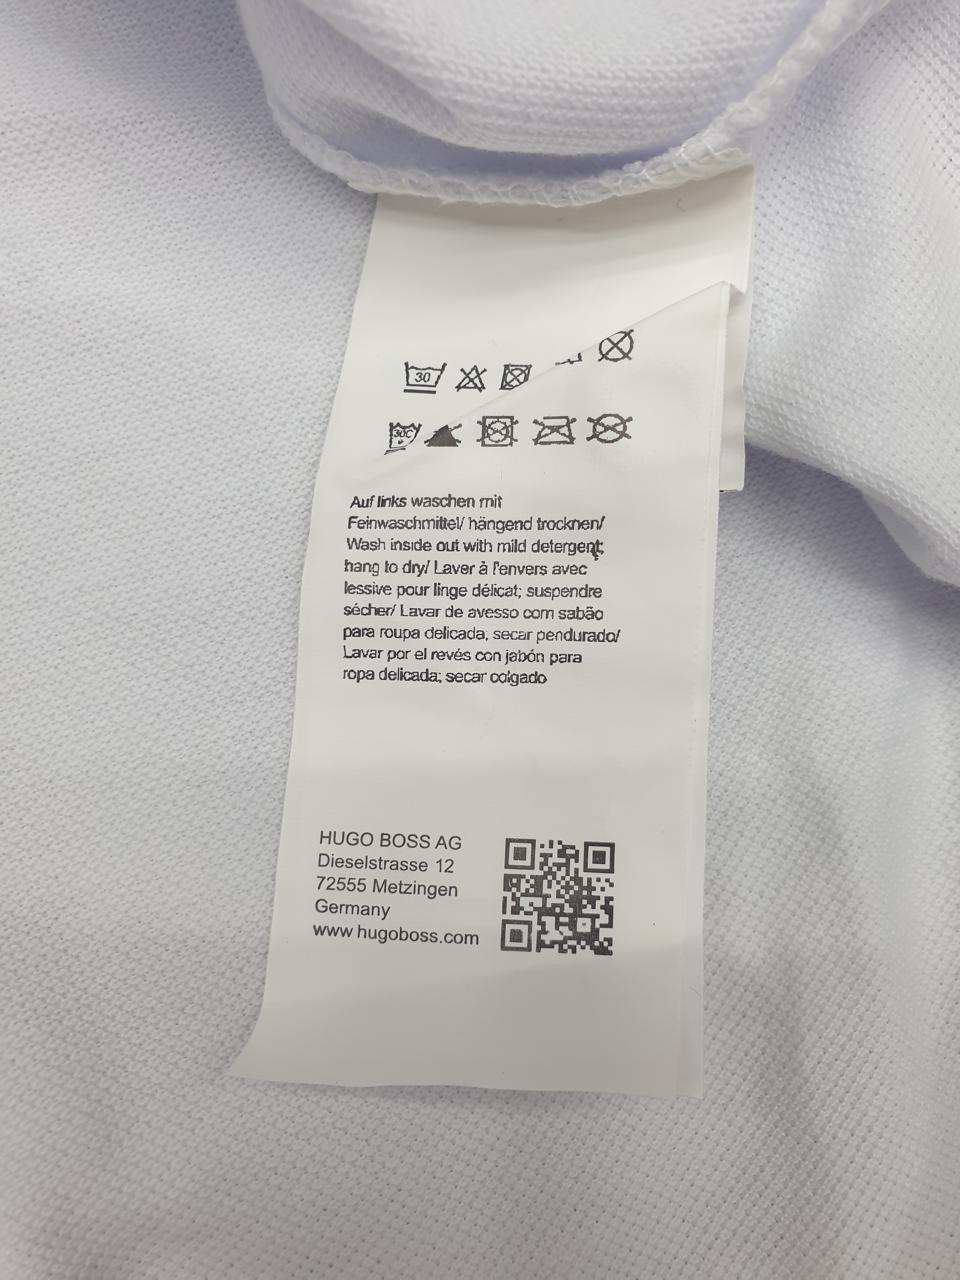 30
30C
Auf links waschen mit
Feinwaschmittel/ hängend trocknen/
Wash inside out with mild detergent;
hang to dry/ Laver à l'envers avec
lessive pour linge délicat; suspendre
sécher/ Lavar de avesso com sabão
para roupa delicada, secar pendurado/
Lavar por el revés con jabón para
ropa delicada; secar colgado
HUGO BOSS AG
Dieselstrasse 12
72555 Metzingen
Germany
www.hugoboss.com